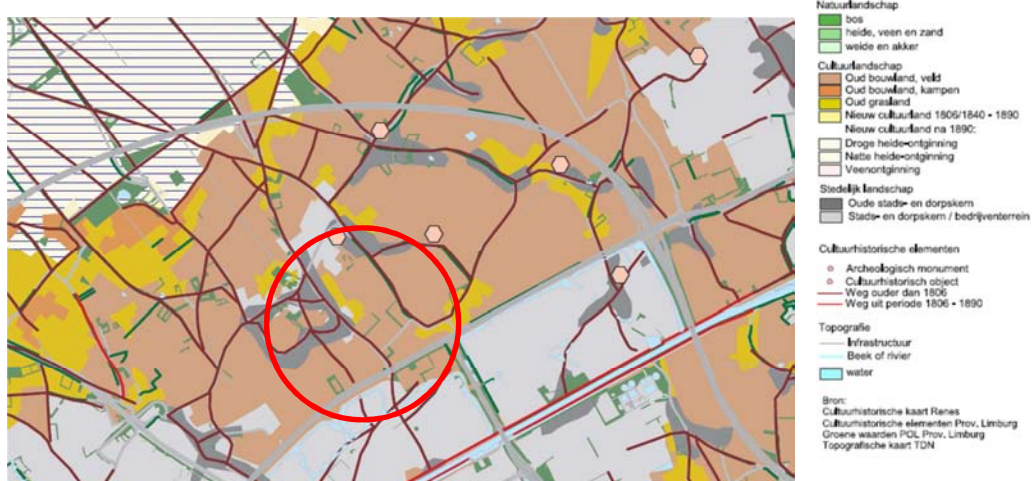 Natuurlandschap
bos
heide, veen en zand
weide en akker
Cultuurlandschap
Oud bouwland, veld
Oud bouwland, kampen
Oud grasland
Nieuw cultuurland 1806/1840 - 1890
Nieuw cultuurland na 1890:
Droge heide-ontginning
Natte heide-ontginning
Veenontginning
Stedelijk landschap
Oude stads- en dorpskern
Stads- en dorpskern / bedrijventerrein
Cultuurhistorische elementen
Archeologisch monument
Cultuurhistorisch object
Weg ouder dan 1806
Weg uit periode 1806 - 1890
Topografie
Infrastructuur
Beek of rivier
water
Bron:
Cultuurhistorische kaart Renes
Cultuurhistorische elementen Prov. Limburg
Groene waarden POL Prov. Limburg
Topografische kaart TDN